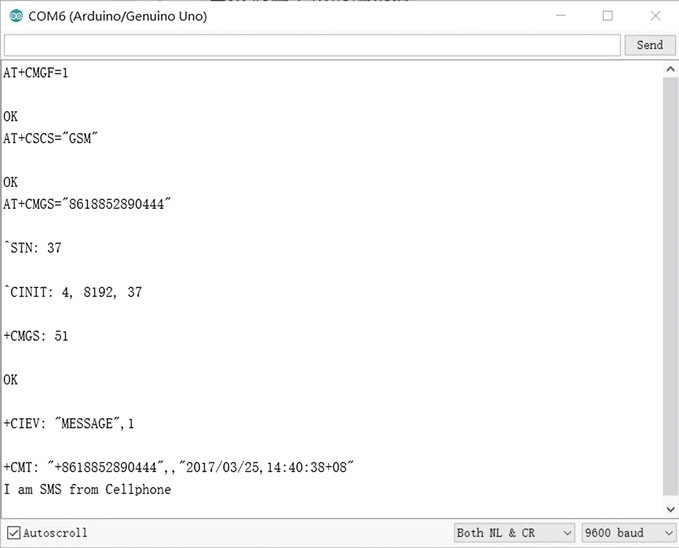 COM6 (Arduino/Genuino Uno)
Send
AT+CMGF=1
OK
AT+CSCS="GSM"
OK
AT+CMGS="8618852890444"
^STN: 37
^CINIT: 4, 8192, 37
+CMGS: 51
OK
+CIEV: "MESSAGE",1
+CMT: "+8618852890444",,"2017/03/25,14:40:38+08"
I am SMS from Cellphone
Autoscroll
Both NL & CR
9600 baud